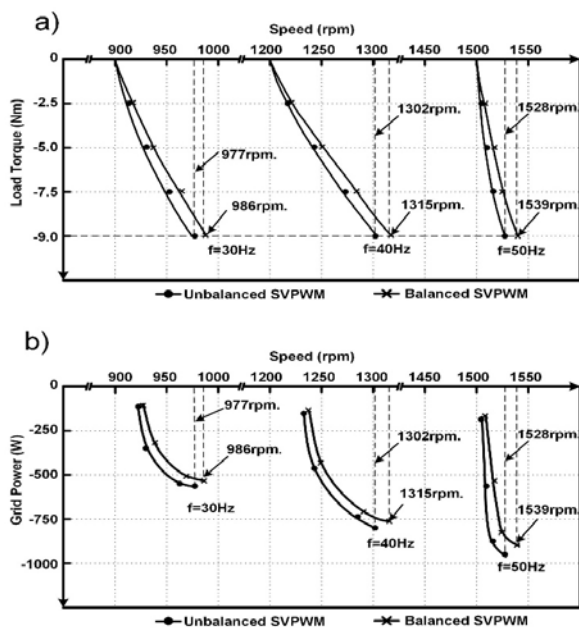 a)
Speed (rpm)
900 950 1000 1200 1250 1300 1450 1500 1550
0
-2.5
-5.0
-7.5
-9.0
Load Torque (Nm)
977rpm.
986rpm.
f=30Hz
1302rpm.
1315rpm.
f=40Hz
1528rpm.
1539rpm.
f=50Hz
Unbalanced SVPWM Balanced SVPWM
b)
Speed (rpm)
900 950 1000 1200 1250 1300 1450 1500 1550
0
-250
-500
-750
-1000
Grid Power (W)
977rpm.
986rpm.
f=30Hz
1302rpm.
1315rpm.
f=40Hz
1528rpm.
1539rpm.
f=50Hz
Unbalanced SVPWM Balanced SVPWM